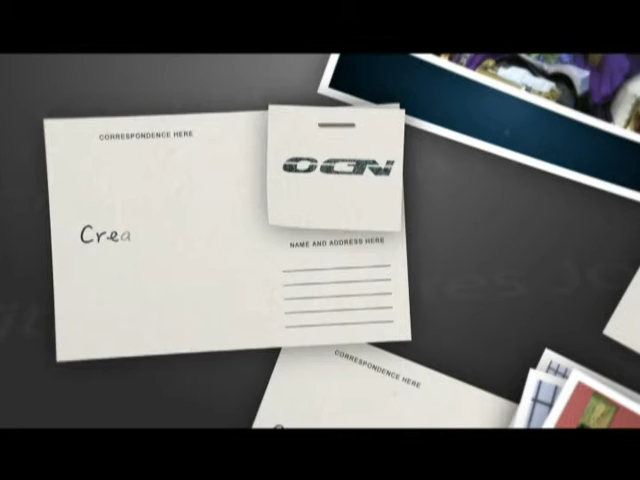 CORRESPONDENCE HERE
OGN
Crea
NAME AND ADDRESS HERE
CORRESPONDENCE HERE